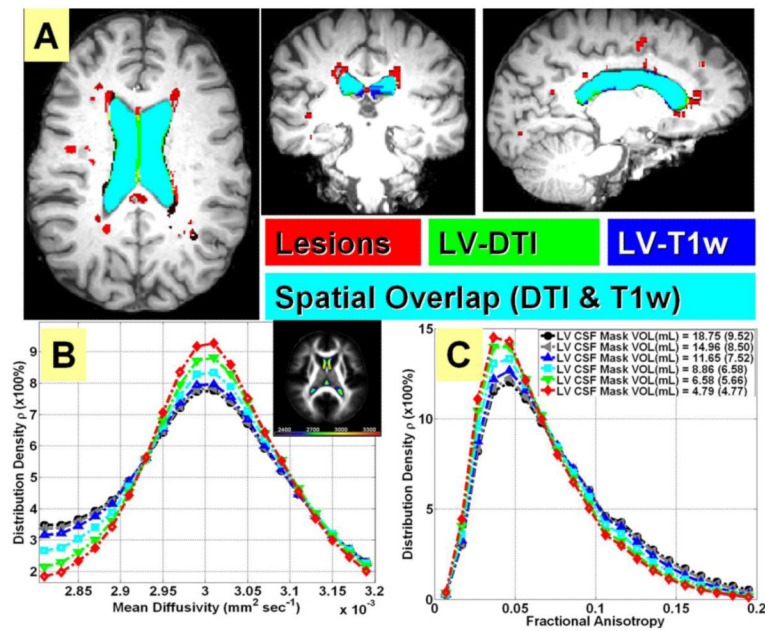 A
Lesions
LV-DTI
LV-T1w
Spatial Overlap (DTI & T1w)
B
2400 2700 3000 3300
Distribution Density ρ (x100%)
9
8
7
6
5
4
3
2
2.85 2.9 2.95 3 3.05 3.1 3.15 3.2
Mean Diffusivity (mm² sec⁻¹)
x 10⁻³
C
LV CSF Mask VOL(mL) = 18.75 (9.52)
LV CSF Mask VOL(mL) = 14.96 (8.50)
LV CSF Mask VOL(mL) = 11.65 (7.52)
LV CSF Mask VOL(mL) = 8.86 (6.58)
LV CSF Mask VOL(mL) = 6.58 (5.66)
LV CSF Mask VOL(mL) = 4.79 (4.77)
Distribution Density ρ (x100%)
15
10
5
0
0 0.05 0.1 0.15 0.2
Fractional Anisotropy